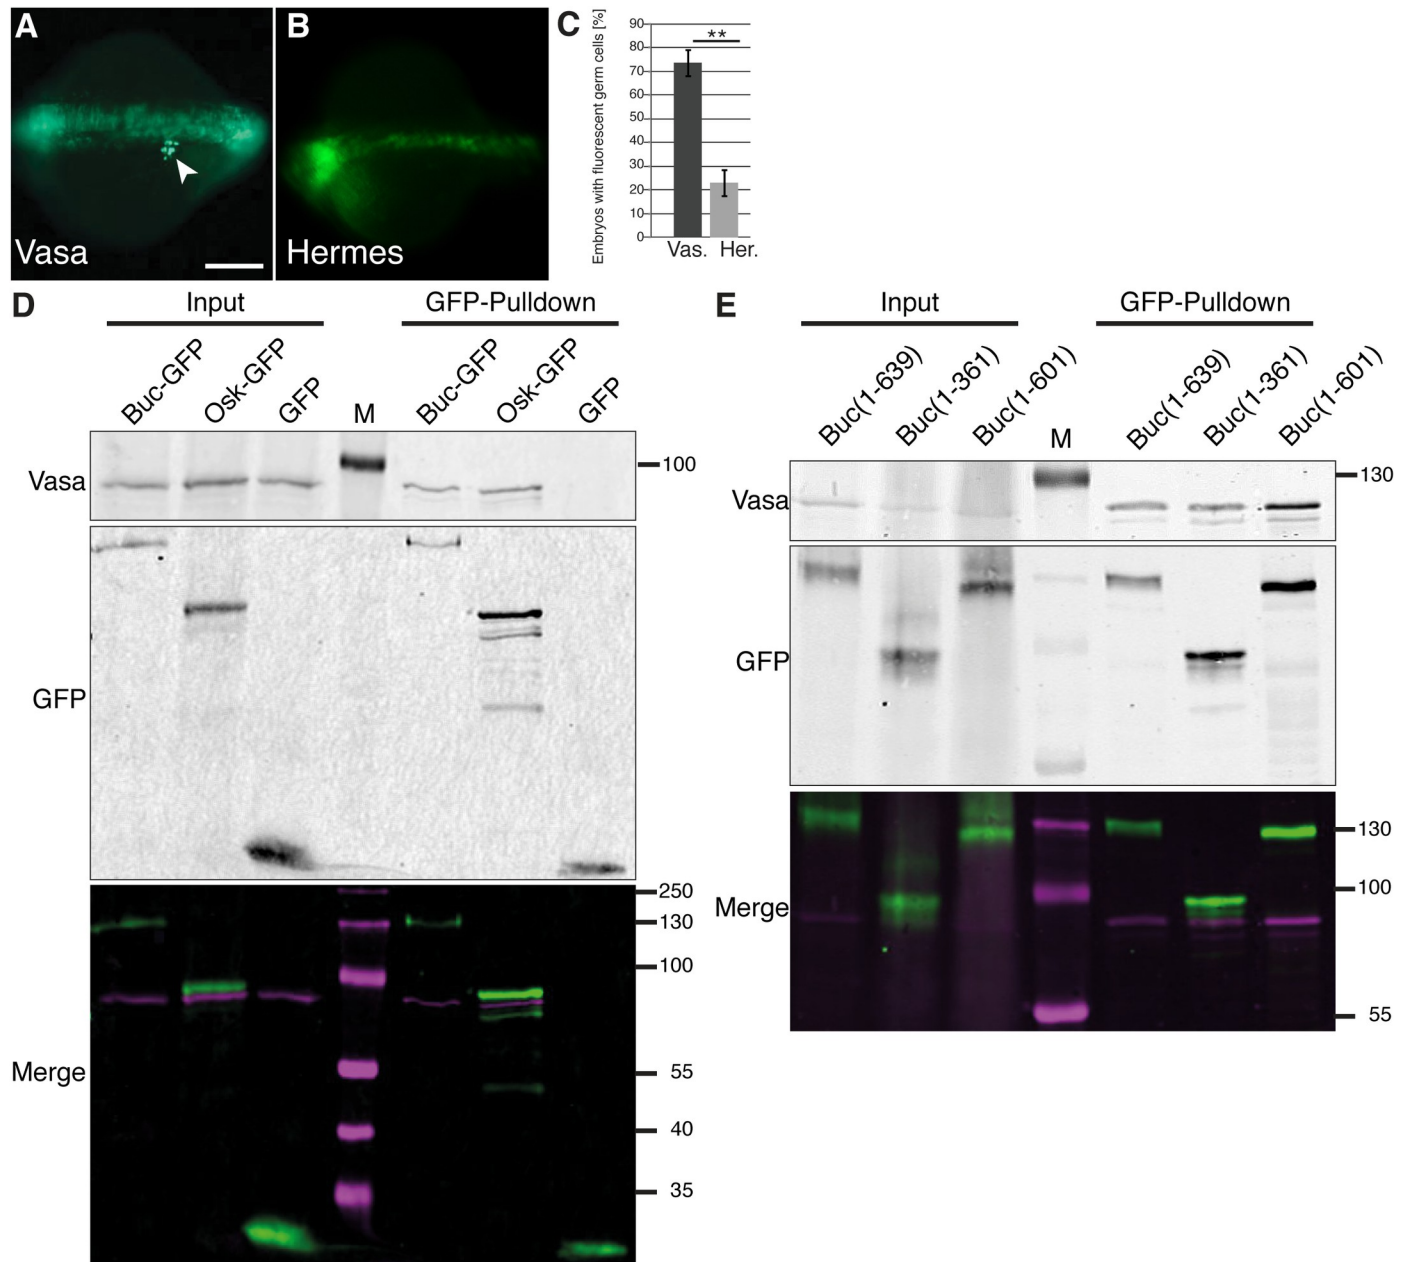 A
Vasa
B
Hermes
C
Embryos with fluorescent germ cells [%]
90
80
70
60
50
40
30
20
10
0
**
Vas. Her.
D
Input
GFP-Pulldown
Buc-GFP
Osk-GFP
GFP
M
Buc-GFP
Osk-GFP
GFP
Vasa
100
GFP
Merge
250
130
100
55
40
35
E
Input
GFP-Pulldown
Buc(1-639)
Buc(1-361)
Buc(1-601)
M
Buc(1-639)
Buc(1-361)
Buc(1-601)
Vasa
130
GFP
Merge
130
100
55